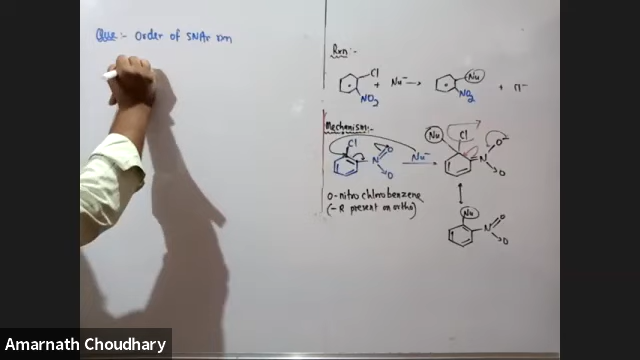 Que:- Order of SNAr rxn
Rxn:-
Cl
+ Nu⁻ →
NO₂
Nu
NO₂
+ Cl⁻
Mechanism:-
Cl
N
O
O
Nu⁻
Nu
Cl
N
O⁻
O
O-nitro chlorobenzene
(-R present on ortho)
Nu
N
O
O
Amarnath Choudhary